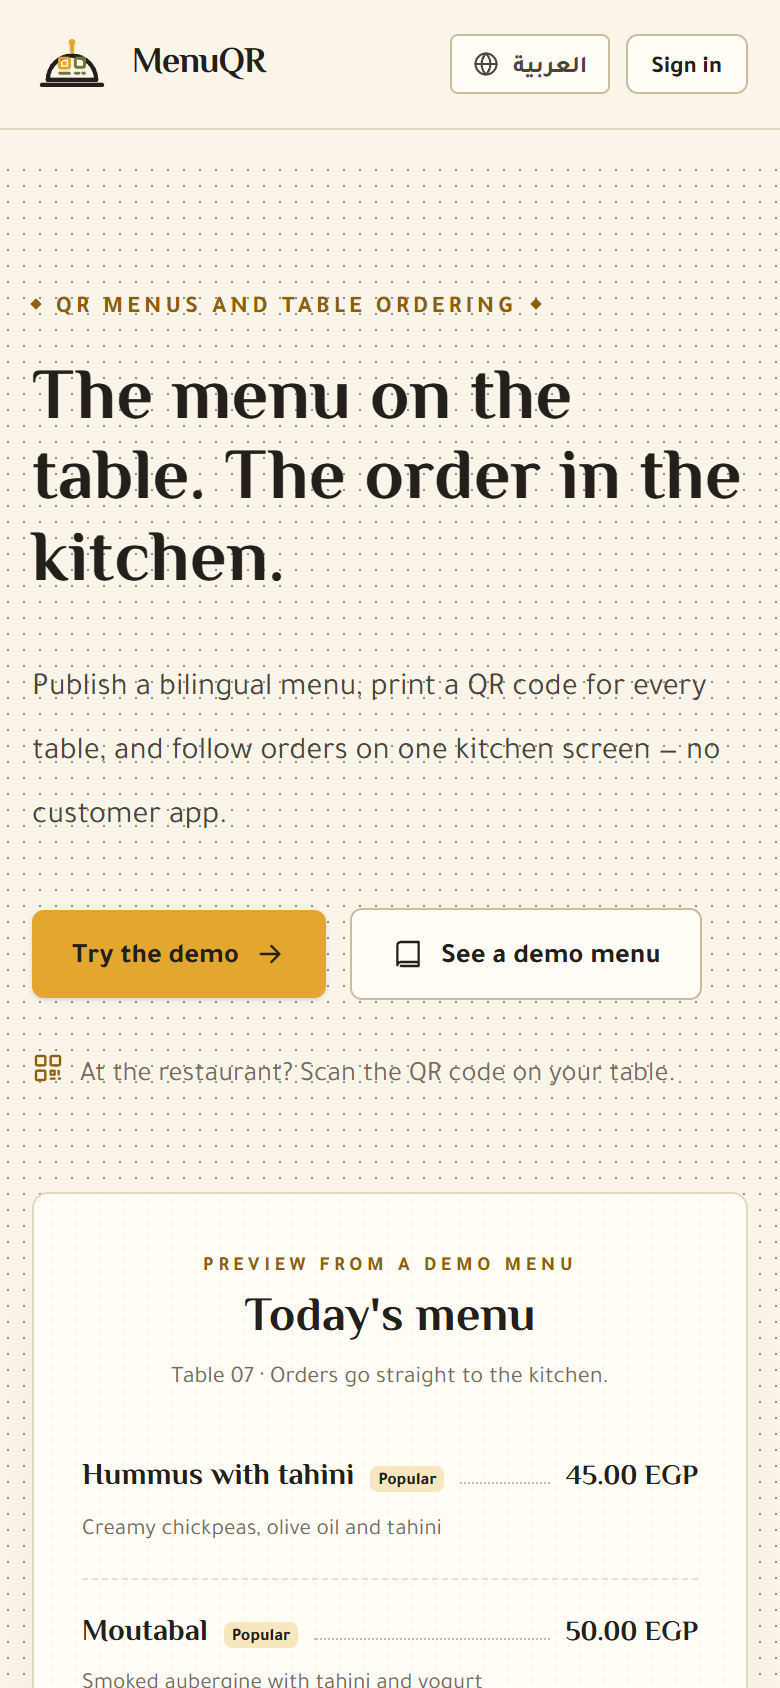 MenuQR
العربية
Sign in
QR MENUS AND TABLE ORDERING
The menu on the
table. The order in the
kitchen.
Publish a bilingual menu, print a QR code for every
table, and follow orders on one kitchen screen – no
customer app.
Try the demo →
See a demo menu
At the restaurant? Scan the QR code on your table.
PREVIEW FROM A DEMO MENU
Today's menu
Table 07 · Orders go straight to the kitchen.
Hummus with tahini Popular 45.00 EGP
Creamy chickpeas, olive oil and tahini
Moutabal Popular 50.00 EGP
Smoked aubergine with tahini and yogurt